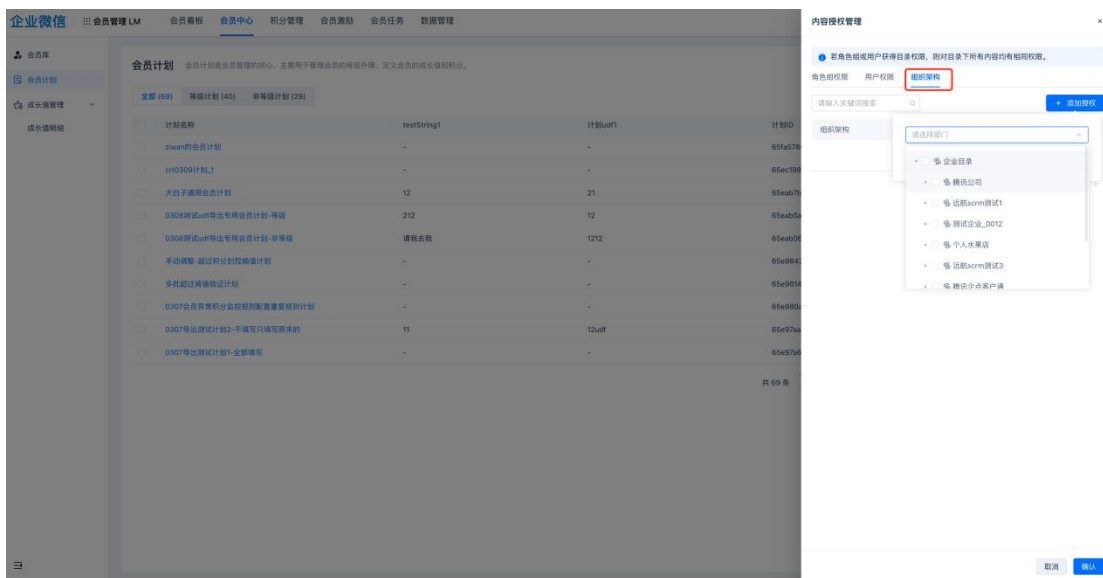 企业微信 会员管理 LM 会员看板 会员中心 积分管理 会员激励 会员任务 数据管理
会员库
会员计划
成长值管理
成长值明细
会员计划 会员计划是会员管理的核心，主要用于管理会员的等级升降、定义会员的成长值和积分。
全部 (69) 等级计划 (40) 非等级计划 (29)
计划名称 testString1 计划udf1 计划ID
ziwan的会员计划 - - 65fa578
zrt0309计划_1 - - 65ec198
大白子通用会员计划 12 21 65eab7b
0308测试udf导出专用会员计划-等级 212 12 65eab0a
0308测试udf导出专用会员计划-非等级 请我去我 1212 65eab06
手动调整-超过积分封控阈值计划 - - 65e9842
多批超过阈值验证计划 - - 65e9814
0307会员异常积分监控规则配置重复规则计划 - - 65e980
0307导出测试计划2-不填写只填写原来的 11 12udf 65e97aa
0307导出测试计划1-全部填写 - - 65e97a6
共 69 条
内容授权管理 ×
若角色组或用户获得目录权限，则对目录下所有内容均有相同权限。
角色组权限 用户权限 组织架构
请输入关键词搜索 + 添加授权
组织架构
请选择部门
企业目录
腾讯公司
远航scrm测试1
测试企业_0012
个人水果店
远航scrm测试3
腾讯企点客户通
取消 确认